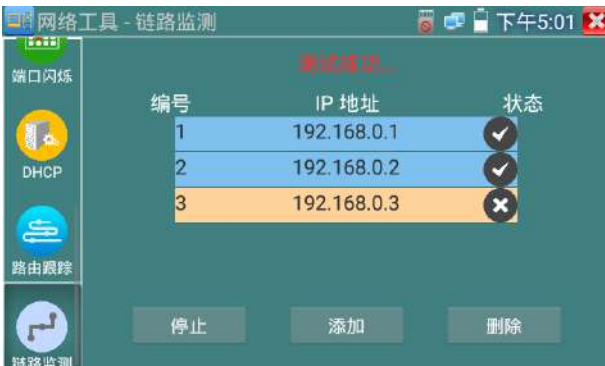 网络工具 - 链路监测
下午5:01
端口闪烁
测试成功...
编号 IP 地址 状态
1 192.168.0.1
2 192.168.0.2
3 192.168.0.3
DHCP
路由跟踪
停止 添加 删除
链路监测